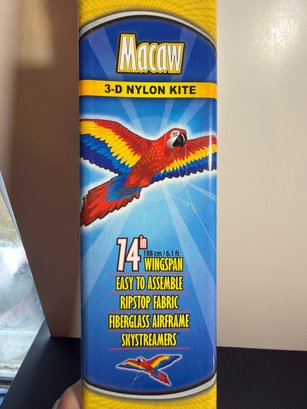 Macaw
3-D NYLON KITE
74in
188 cm / 6.1 ft
WINGSPAN
EASY TO ASSEMBLE
RIPSTOP FABRIC
FIBERGLASS AIRFRAME
SKYSTREAMERS